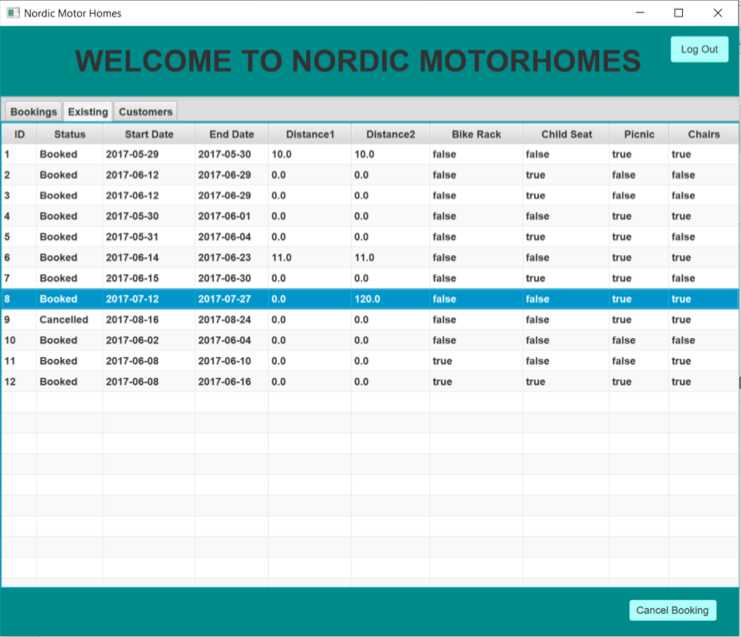 Nordic Motor Homes
WELCOME TO NORDIC MOTORHOMES
Log Out
Bookings Existing Customers
ID Status Start Date End Date Distance1 Distance2 Bike Rack Child Seat Picnic Chairs
1 Booked 2017-05-29 2017-05-30 10.0 10.0 false false true true
2 Booked 2017-06-12 2017-06-29 0.0 0.0 false true false false
3 Booked 2017-06-12 2017-06-29 0.0 0.0 false true false false
4 Booked 2017-05-30 2017-06-01 0.0 0.0 false false true true
5 Booked 2017-05-31 2017-06-04 0.0 0.0 false true true false
6 Booked 2017-06-14 2017-06-23 11.0 11.0 false false true true
7 Booked 2017-06-15 2017-06-30 0.0 0.0 false true true false
8 Booked 2017-07-12 2017-07-27 0.0 120.0 false false true true
9 Cancelled 2017-08-16 2017-08-24 0.0 0.0 false false true true
10 Booked 2017-06-02 2017-06-04 0.0 0.0 false false false false
11 Booked 2017-06-08 2017-06-10 0.0 0.0 true false false true
12 Booked 2017-06-08 2017-06-16 0.0 0.0 true true true true
Cancel Booking